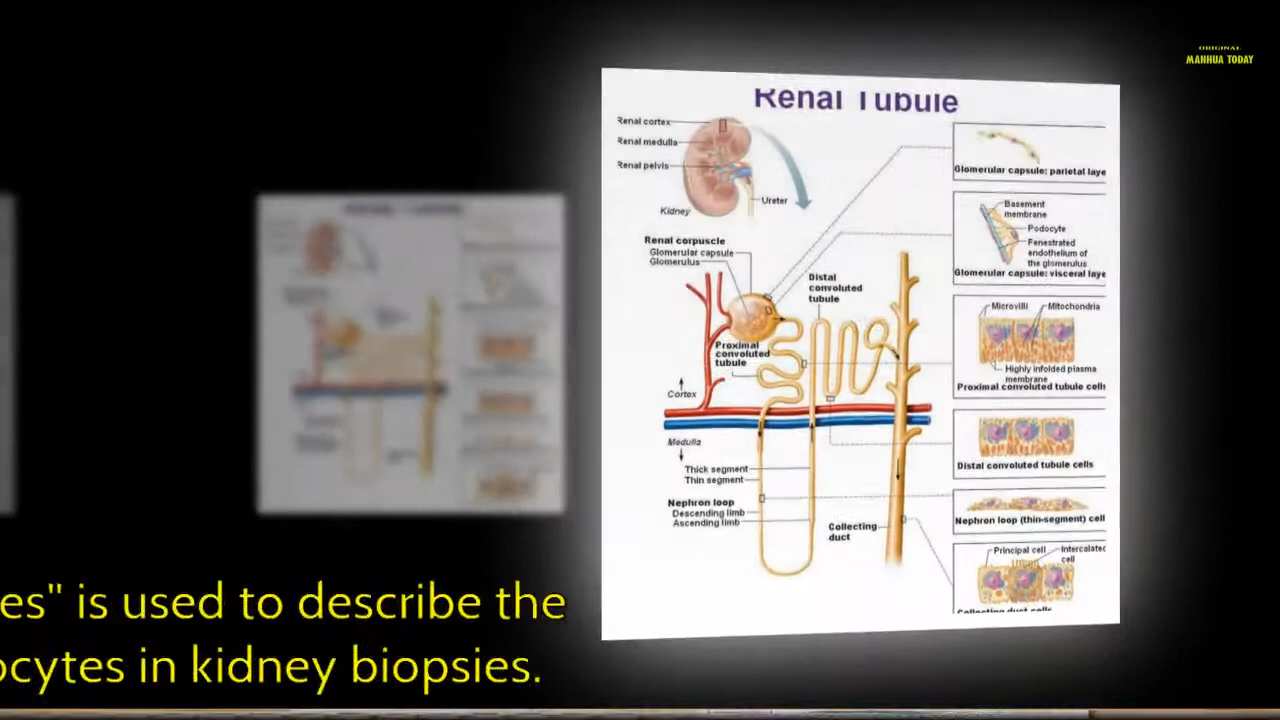 ORIGINAL
MANHUA TODAY
Renal Tubule
Renal cortex
Renal medulla
Renal pelvis
Ureter
Kidney
Renal corpuscle
Glomerular capsule
Glomerulus
Distal
convoluted
tubule
Proximal
convoluted
tubule
Cortex
Medulla
Thick segment
Thin segment
Nephron loop
Descending limb
Ascending limb
Collecting
duct
Glomerular capsule: parietal laye
Basement
membrane
Podocyte
Fenestrated
endothelium of
the glomerulus
Glomerular capsule: visceral laye
Microvilli
Mitochondria
Highly infolded plasma
membrane
Proximal convoluted tubule cells
Distal convoluted tubule cells
Nephron loop (thin-segment) cell
Principal cell
Intercalated
cell
Collecting duct cells
es" is used to describe the
ocytes in kidney biopsies.